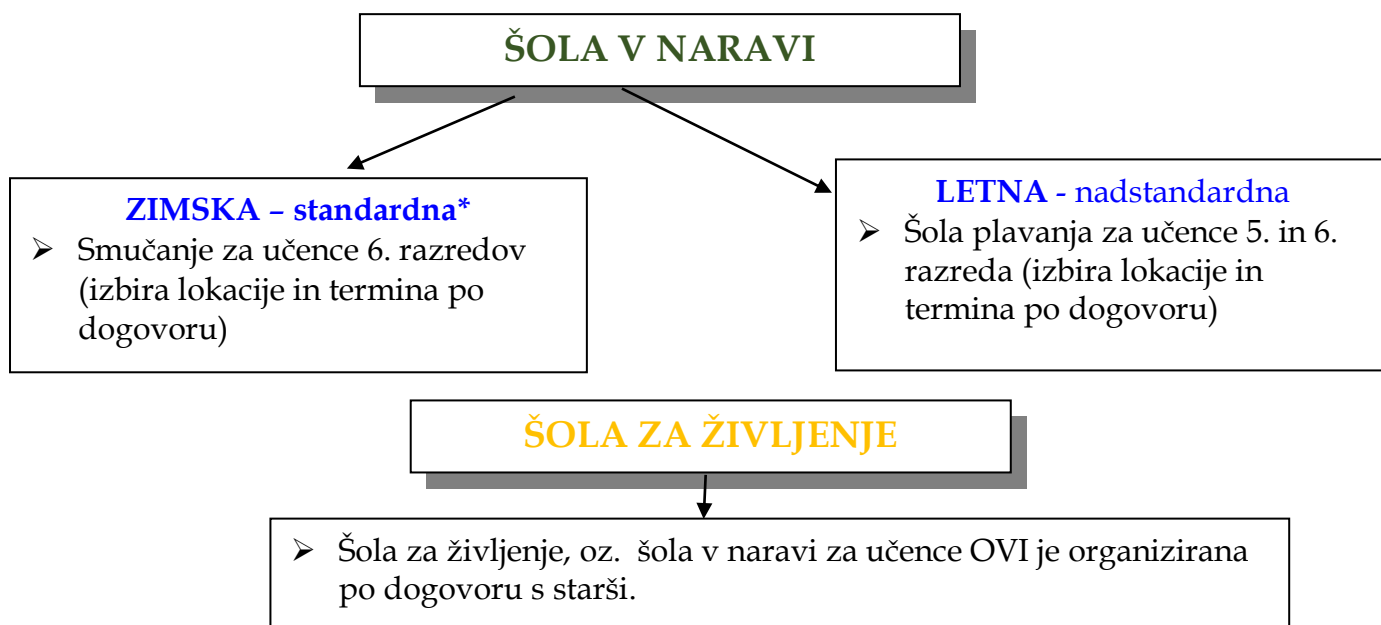 ŠOLA V NARAVI
ZIMSKA – standardna*
➢ Smučanje za učence 6. razredov
(izbira lokacije in termina po
dogovoru)
LETNA - nadstandardna
➢ Šola plavanja za učence 5. in 6.
razreda (izbira lokacije in
termina po dogovoru)
ŠOLA ZA ŽIVLJENJE
➢ Šola za življenje, oz. šola v naravi za učence OVI je organizirana
po dogovoru s starši.